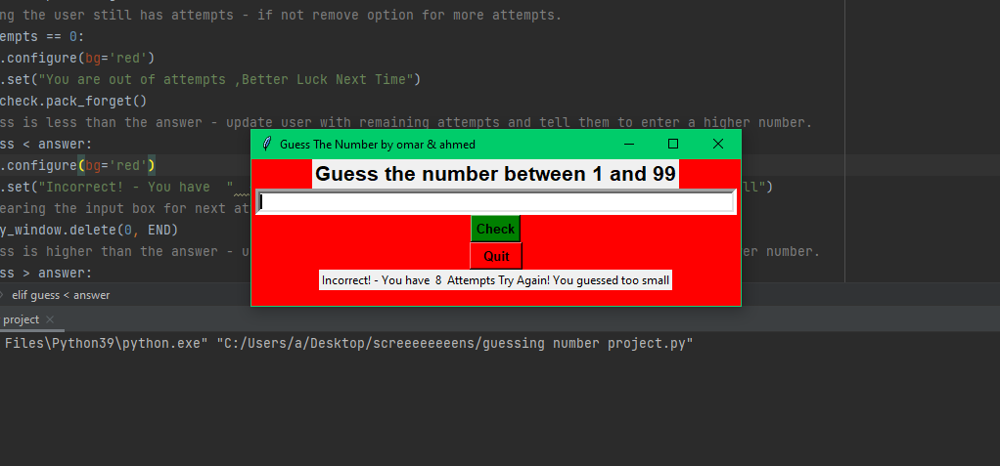 ng the user still has attempts - if not remove option for more attempts.
empts == 0:
.configure(bg='red')
.set("You are out of attempts ,Better Luck Next Time")
check.pack_forget()
ss is less than the answer - update user with remaining attempts and tell them to enter a higher number.
ss < answer:
.configure(bg='red')
.set("Incorrect! - You have  " ll")
earing the input box for next at
y_window.delete(0, END)
ss is higher than the answer - u er number.
ss > answer:
Guess The Number by omar & ahmed
Guess the number between 1 and 99
Check
Quit
Incorrect! - You have  8  Attempts Try Again! You guessed too small
elif guess < answer
project
Files\Python39\python.exe" "C:/Users/a/Desktop/screeeeeeeens/guessing number project.py"